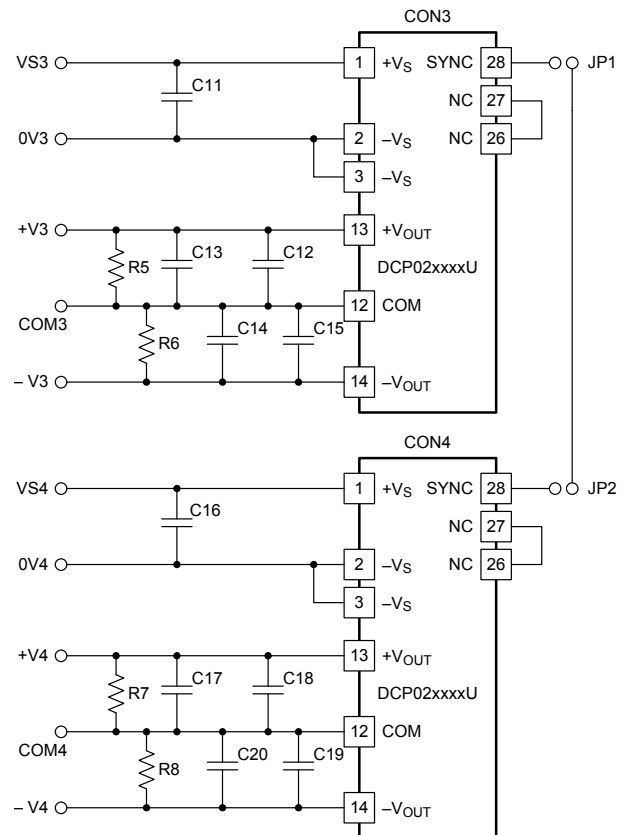 CON3
VS3
1
+VS
SYNC
28
JP1
C11
NC
27
0V3
2
–VS
NC
26
3
–VS
+V3
13
+VOUT
R5
C13
C12
DCP02xxxxU
COM3
12
COM
R6
C14
C15
– V3
14
–VOUT
CON4
VS4
1
+VS
SYNC
28
JP2
C16
NC
27
0V4
2
–VS
NC
26
3
–VS
+V4
13
+VOUT
R7
C17
C18
DCP02xxxxU
COM4
12
COM
R8
C20
C19
– V4
14
–VOUT